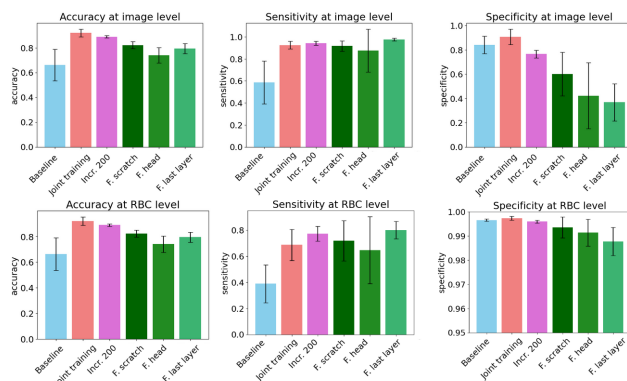 Accuracy at image level
accuracy
0.8
0.6
0.4
0.2
0.0
Baseline
Joint training
Incr. 200
F. scratch
F. head
F. last layer
Sensitivity at image level
sensitivity
1.0
0.8
0.6
0.4
0.2
0.0
Baseline
Joint training
Incr. 200
F. scratch
F. head
F. last layer
Specificity at image level
specificity
0.8
0.6
0.4
0.2
0.0
Baseline
Joint training
Incr. 200
F. scratch
F. head
F. last layer
Accuracy at RBC level
accuracy
0.8
0.6
0.4
0.2
0.0
Baseline
Joint training
Incr. 200
F. scratch
F. head
F. last layer
Sensitivity at RBC level
sensitivity
0.8
0.6
0.4
0.2
0.0
Baseline
Joint training
Incr. 200
F. scratch
F. head
F. last layer
Specificity at RBC level
specificity
1.00
0.99
0.98
0.97
0.96
0.95
Baseline
Joint training
Incr. 200
F. scratch
F. head
F. last layer